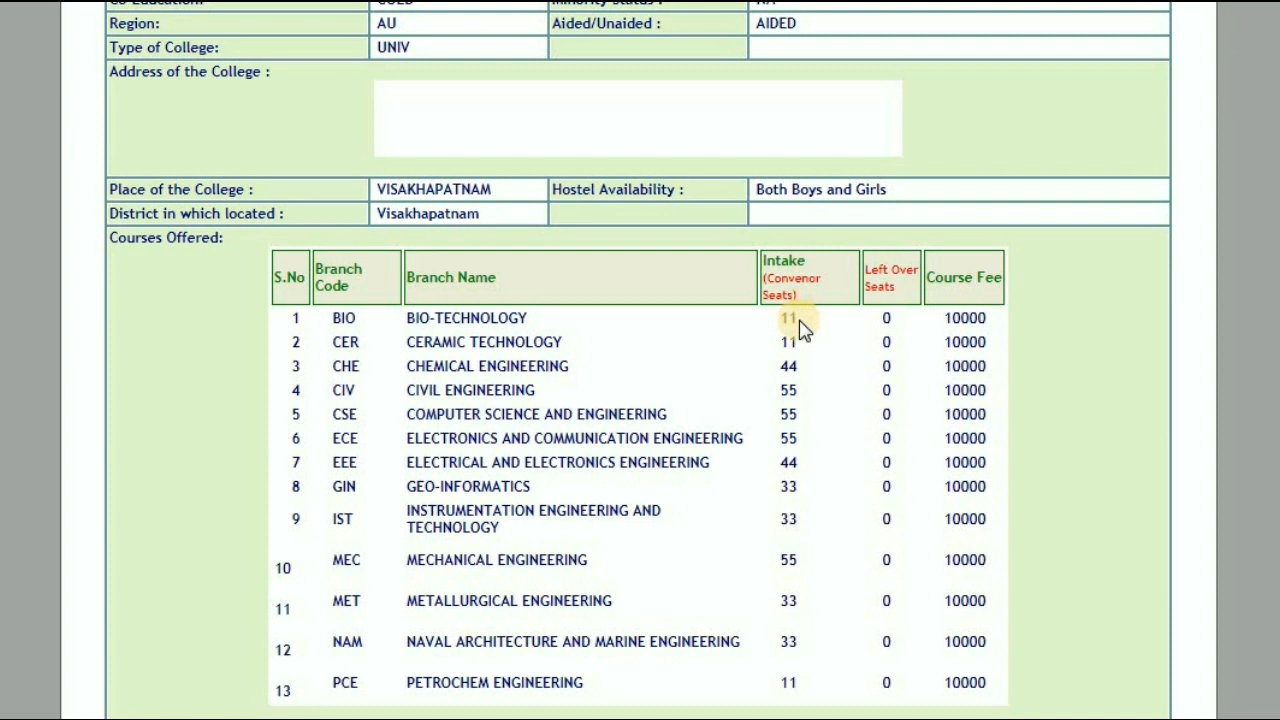 Region: AU Aided/Unaided : AIDED
Type of College: UNIV
Address of the College :
Place of the College : VISAKHAPATNAM Hostel Availability : Both Boys and Girls
District in which located : Visakhapatnam
Courses Offered:
S.No Branch Code Branch Name Intake (Convenor Seats) Left Over Seats Course Fee
1 BIO BIO-TECHNOLOGY 11 0 10000
2 CER CERAMIC TECHNOLOGY 11 0 10000
3 CHE CHEMICAL ENGINEERING 44 0 10000
4 CIV CIVIL ENGINEERING 55 0 10000
5 CSE COMPUTER SCIENCE AND ENGINEERING 55 0 10000
6 ECE ELECTRONICS AND COMMUNICATION ENGINEERING 55 0 10000
7 EEE ELECTRICAL AND ELECTRONICS ENGINEERING 44 0 10000
8 GIN GEO-INFORMATICS 33 0 10000
9 IST INSTRUMENTATION ENGINEERING AND TECHNOLOGY 33 0 10000
10 MEC MECHANICAL ENGINEERING 55 0 10000
11 MET METALLURGICAL ENGINEERING 33 0 10000
12 NAM NAVAL ARCHITECTURE AND MARINE ENGINEERING 33 0 10000
13 PCE PETROCHEM ENGINEERING 11 0 10000